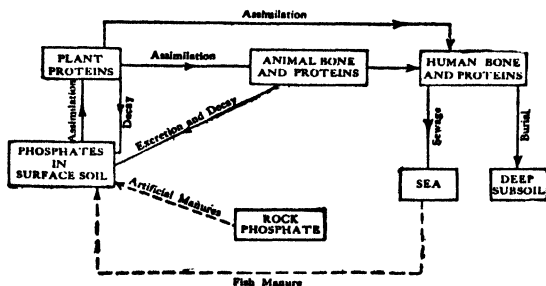 Assimilation
PLANT
PROTEINS
Assimilation
ANIMAL BONE
AND PROTEINS
HUMAN BONE
AND PROTEINS
Assimilation
Decay
Excretion and Decay
Sewage
Burial
PHOSPHATES
IN
SURFACE SOIL
SEA
DEEP
SUBSOIL
Artificial Manures
ROCK
PHOSPHATE
Fish Manure